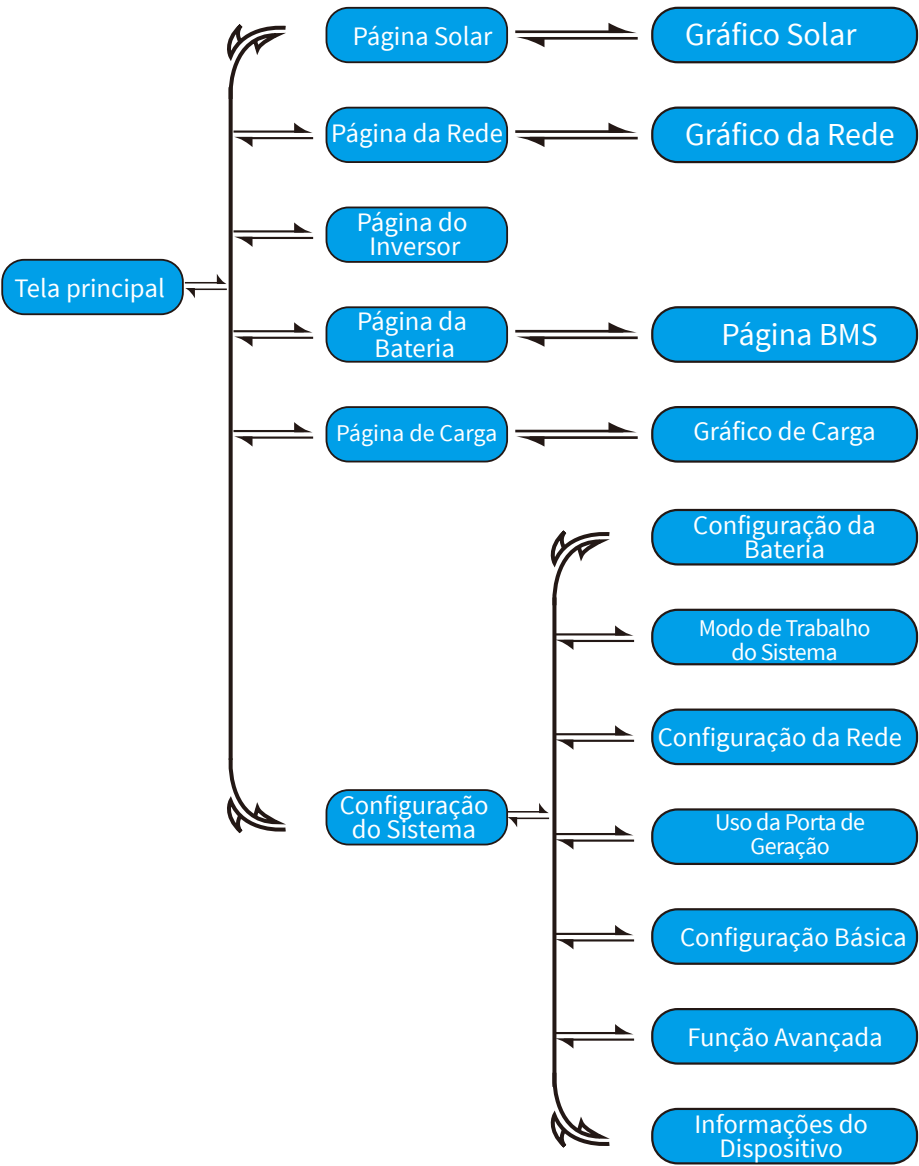 Página Solar
Gráfico Solar
Página da Rede
Gráfico da Rede
Página do
Inversor
Tela principal
Página da
Bateria
Página BMS
Página de Carga
Gráfico de Carga
Configuração da
Bateria
Modo de Trabalho
do Sistema
Configuração da Rede
Configuração
do Sistema
Uso da Porta de
Geração
Configuração Básica
Função Avançada
Informações do
Dispositivo